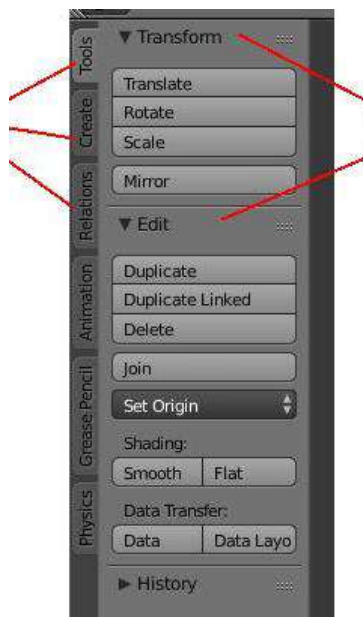 Tools
Create
Relations
Animation
Grease Pencil
Physics
▼ Transform
Translate
Rotate
Scale
Mirror
▼ Edit
Duplicate
Duplicate Linked
Delete
Join
Set Origin
Shading:
Smooth Flat
Data Transfer:
Data Data Layo
▶ History